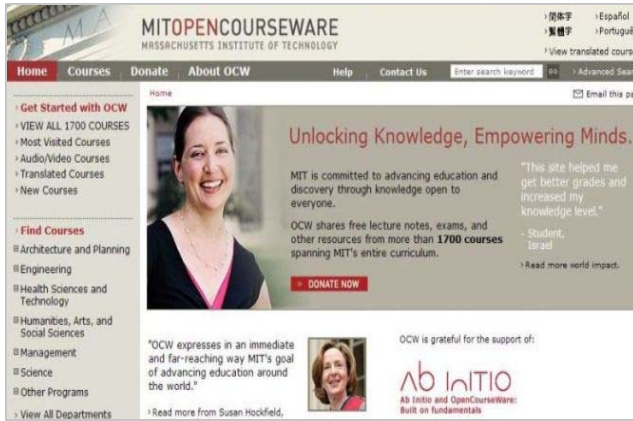 MIT OPENCOURSEWARE
MASSACHUSETTS INSTITUTE OF TECHNOLOGY
简体字
Español
繁體字
Portugu
View translated cours
Home Courses Donate About OCW Help Contact Us Enter search keyword GO Advanced Sear
Home
Email this pa
Get Started with OCW
VIEW ALL 1700 COURSES
Most Visited Courses
Audio/Video Courses
Translated Courses
New Courses
Find Courses
Architecture and Planning
Engineering
Health Sciences and
Technology
Humanities, Arts, and
Social Sciences
Management
Science
Other Programs
View All Departments
Unlocking Knowledge, Empowering Minds.
MIT is committed to advancing education and
discovery through knowledge open to
everyone.
OCW shares free lecture notes, exams, and
other resources from more than 1700 courses
spanning MIT's entire curriculum.
DONATE NOW
"This site helped me
get better grades and
increased my
knowledge level."
- Student,
Israel
Read more world impact.
"OCW expresses in an immediate
and far-reaching way MIT's goal
of advancing education around
the world."
Read more from Susan Hockfield,
OCW is grateful for the support of:
Ab Initio
Ab Initio and OpenCourseWare:
Built on fundamentals